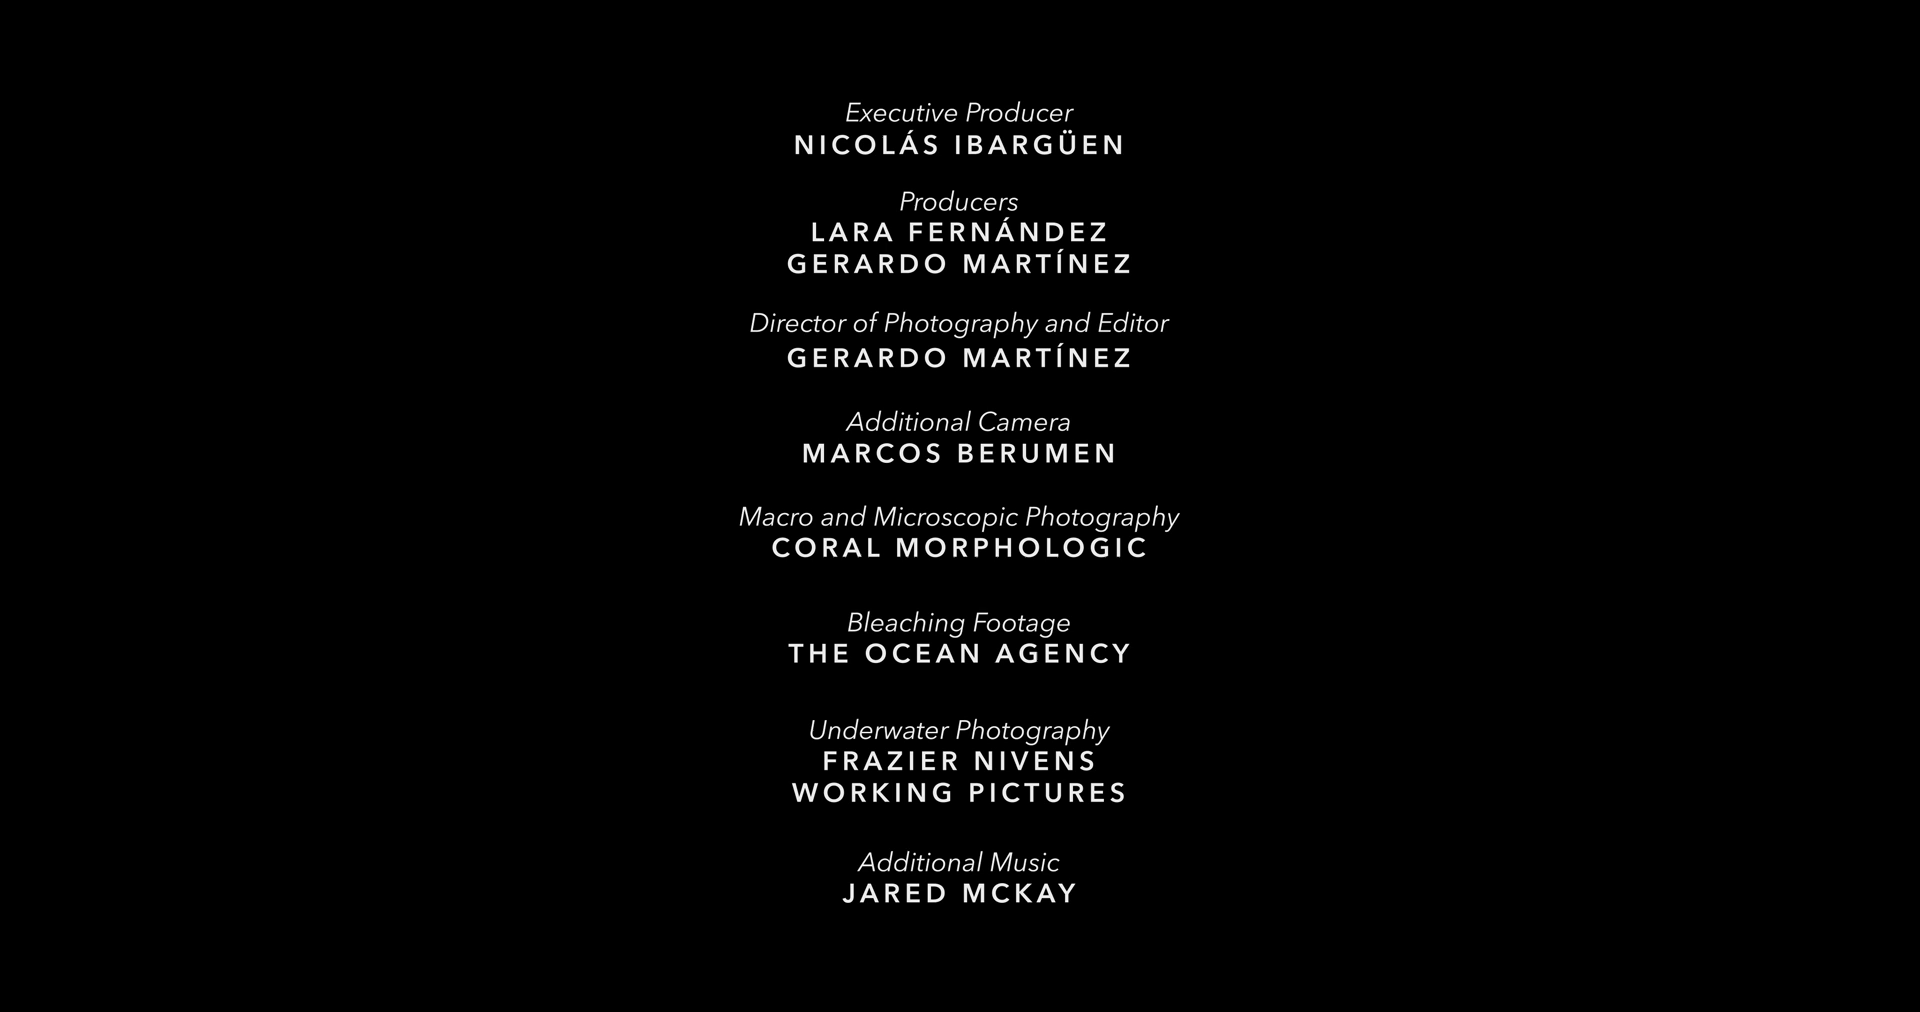 Executive Producer
NICOLÁS IBARGÜEN
Producers
LARA FERNÁNDEZ
GERARDO MARTÍNEZ
Director of Photography and Editor
GERARDO MARTÍNEZ
Additional Camera
MARCOS BERUMEN
Macro and Microscopic Photography
CORAL MORPHOLOGIC
Bleaching Footage
THE OCEAN AGENCY
Underwater Photography
FRAZIER NIVENS
WORKING PICTURES
Additional Music
JARED MCKAY